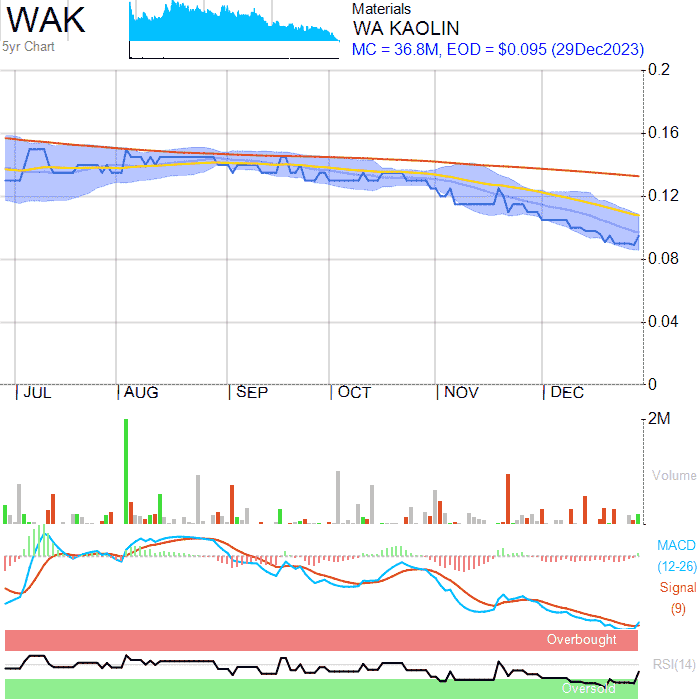 WAK
5yr Chart
Materials
WA KAOLIN
MC = 36.8M, EOD = $0.095 (29Dec2023)
0.2
0.16
0.12
0.08
0.04
0
JUL AUG SEP OCT NOV DEC
2M
Volume
MACD
(12-26)
Signal
(9)
Overbought
RSI(14)
Oversold